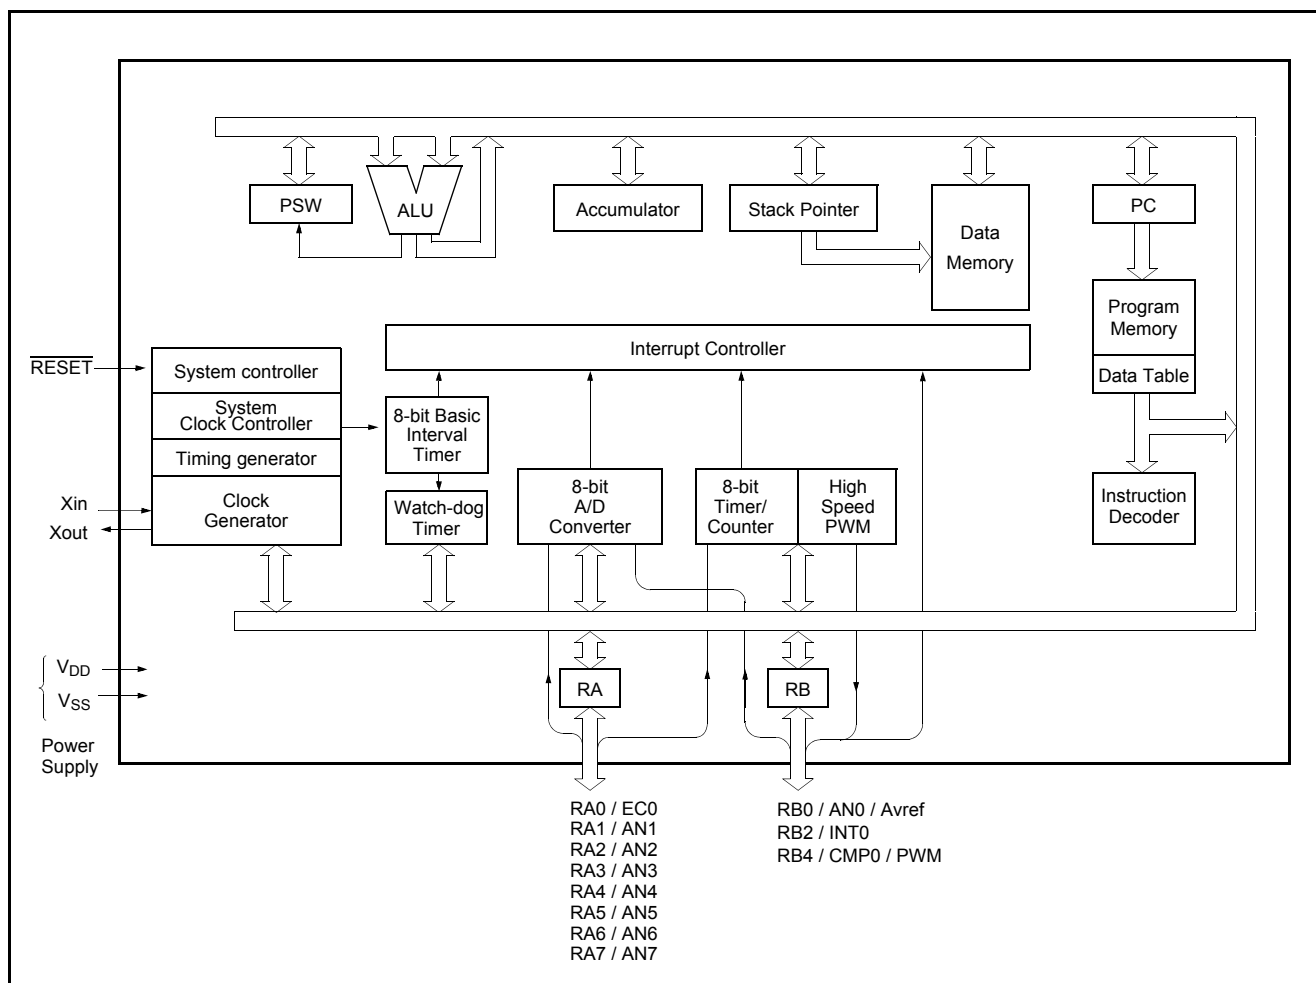 PSW
ALU
Accumulator
Stack Pointer
Data
Memory
PC
Program
Memory
Data Table
Instruction
Decoder
Interrupt Controller
RESET
System controller
System
Clock Controller
Timing generator
Clock
Generator
Xin
Xout
8-bit Basic
Interval
Timer
Watch-dog
Timer
8-bit
A/D
Converter
8-bit
Timer/
Counter
High
Speed
PWM
VDD
VSS
Power
Supply
RA
RB
RA0 / EC0
RA1 / AN1
RA2 / AN2
RA3 / AN3
RA4 / AN4
RA5 / AN5
RA6 / AN6
RA7 / AN7
RB0 / AN0 / Avref
RB2 / INT0
RB4 / CMP0 / PWM